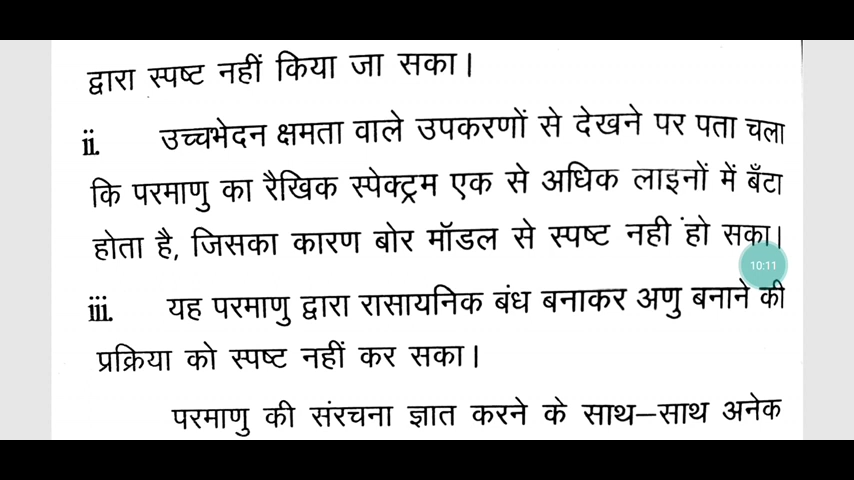 द्वारा स्पष्ट नहीं किया जा सका।
ii. उच्चभेदन क्षमता वाले उपकरणों से देखने पर पता चला
कि परमाणु का रैखिक स्पेक्ट्रम एक से अधिक लाइनों में बँटा
होता है, जिसका कारण बोर मॉडल से स्पष्ट नही ंहो सका।
10:11
iii. यह परमाणु द्वारा रासायनिक बंध बनाकर अणु बनाने की
प्रक्रिया को स्पष्ट नहीं कर सका।
परमाणु की संरचना ज्ञात करने के साथ–साथ अनेक